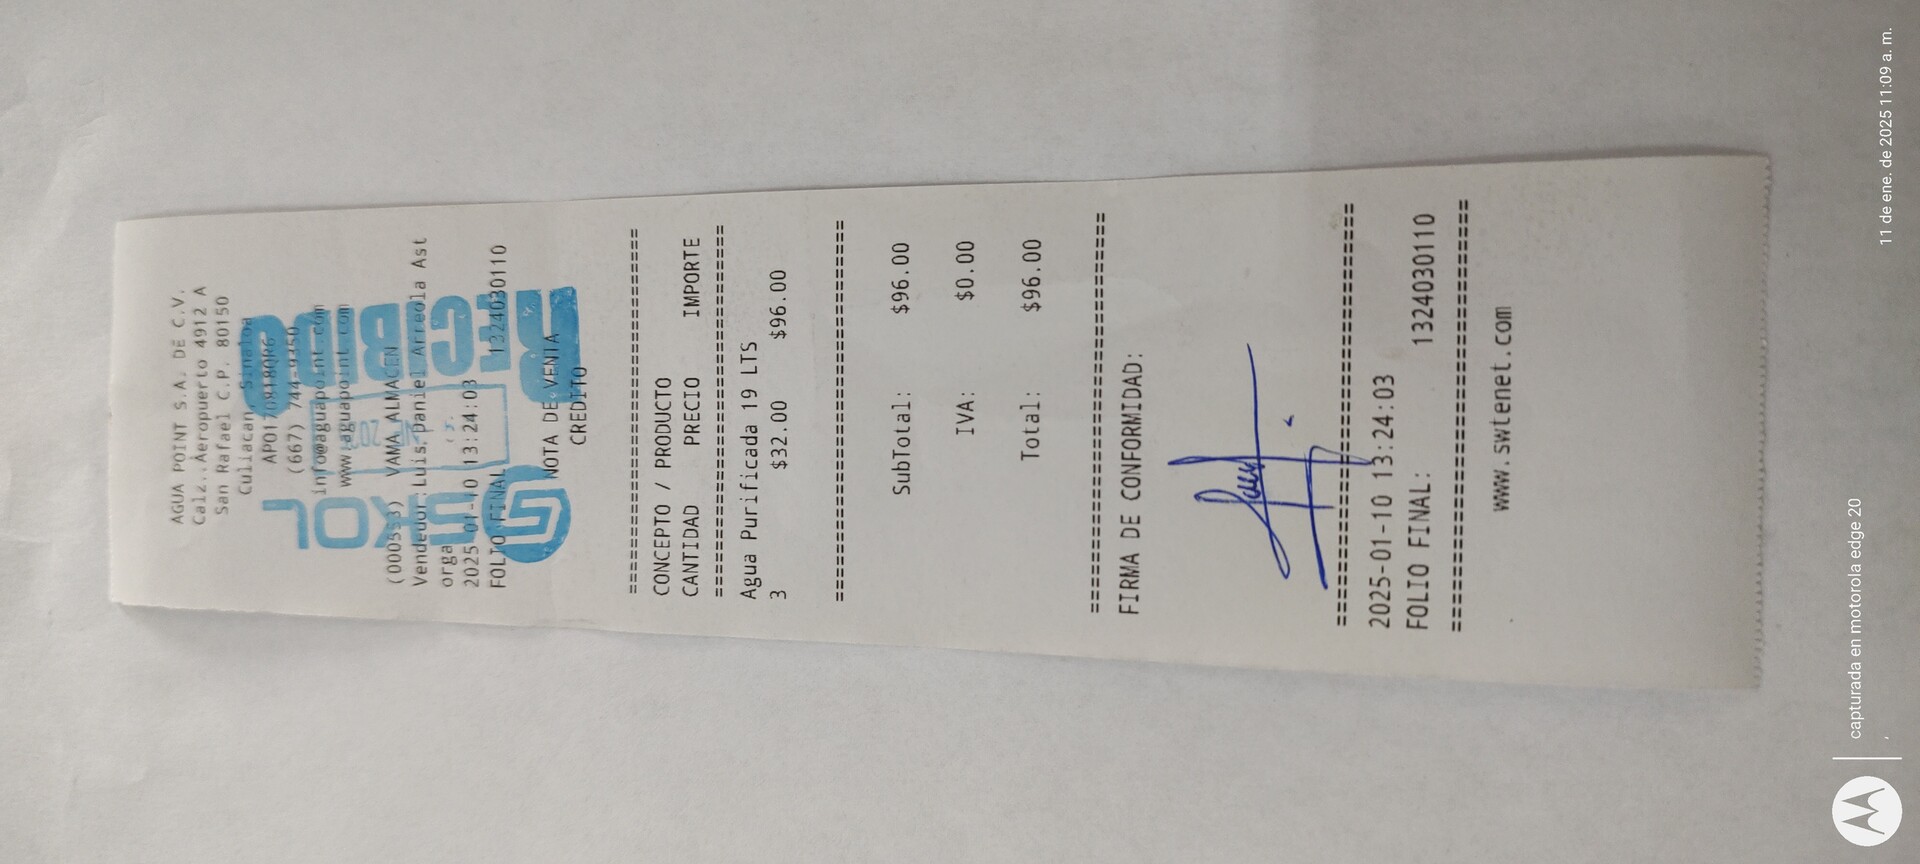 AGUA POINT S.A. DE C.V.
Calz. Aeropuerto 4912 A
San Rafael C.P. 80150
Culiacan Sinaloa
(667) 744-9350
info@aguapoint.com
www.aguapoint.com
(000553) VAMA ALMACEN
Vendedor:Luis Daniel Arreola Ast
orga
2025-01-10 13:24:03
FOLIO FINAL 1324030110
NOTA DE VENTA
CREDITO
================================
CONCEPTO / PRODUCTO
CANTIDAD PRECIO IMPORTE
================================
Agua Purificada 19 LTS
3 $32.00 $96.00
================================
SubTotal: $96.00
IVA: $0.00
Total: $96.00
================================
FIRMA DE CONFORMIDAD:
================================
2025-01-10 13:24:03
FOLIO FINAL: 1324030110
================================
www.swtenet.com
capturada en motorola edge 20
11 de ene. de 2025 11:09 a. m.